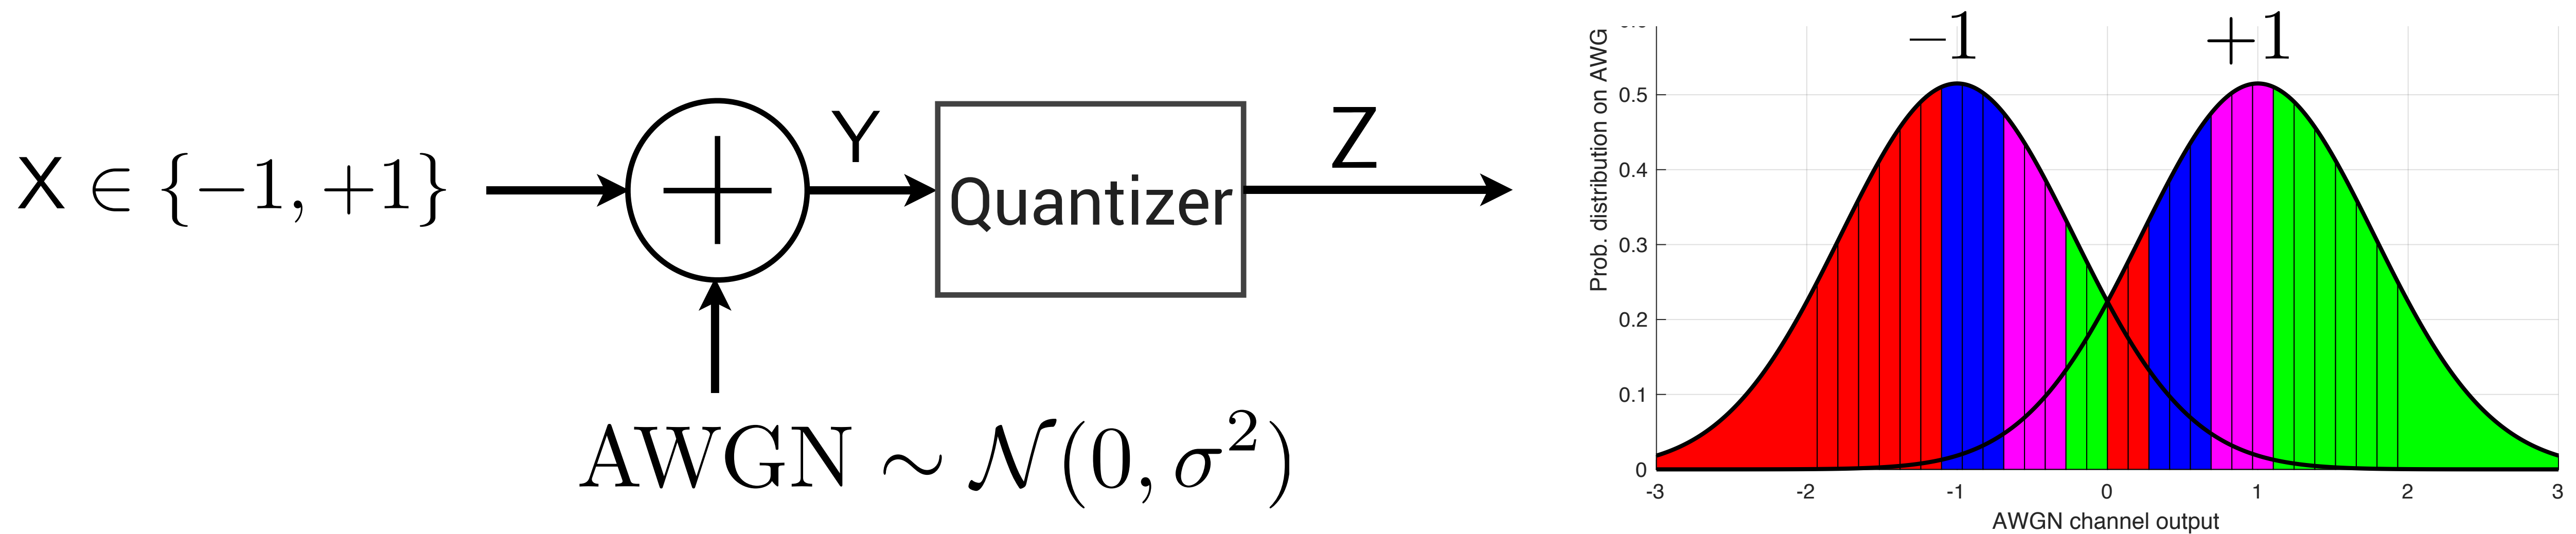 X ∈ {−1, +1}
Y
Quantizer
Z
AWGN ∼ 𝒩(0, σ²)
−1
+1
Prob. distribution on AWG
0.5
0.4
0.3
0.2
0.1
0
-3 -2 -1 0 1 2 3
AWGN channel output